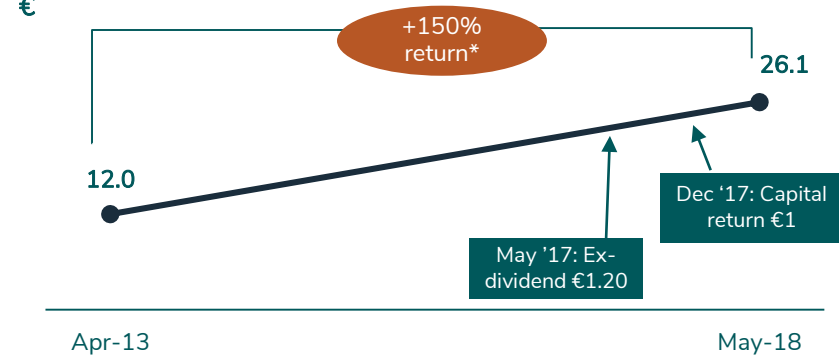 €
+150%
return*
26.1
12.0
Dec ‘17: Capital
return €1
May ’17: Ex-
dividend €1.20
Apr-13
May-18